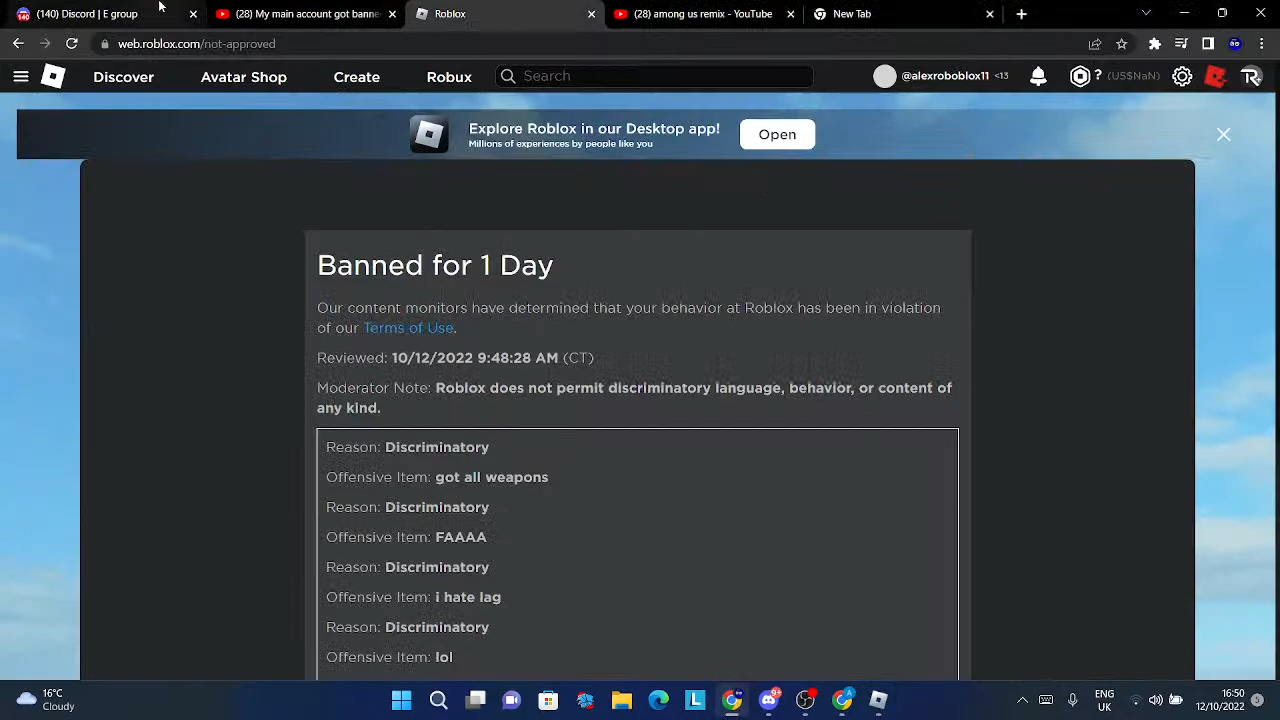 (140) Discord | E group
(28) My main account got banne
Roblox
(28) among us remix - YouTube
New Tab
web.roblox.com/not-approved
Discover
Avatar Shop
Create
Robux
Search
@alexroboblox11 <13
? (US$NaN)
Explore Roblox in our Desktop app!
Millions of experiences by people like you
Open
Banned for 1 Day
Our content monitors have determined that your behavior at Roblox has been in violation
of our Terms of Use.
Reviewed: 10/12/2022 9:48:28 AM (CT)
Moderator Note: Roblox does not permit discriminatory language, behavior, or content of
any kind.
Reason: Discriminatory
Offensive Item: got all weapons
Reason: Discriminatory
Offensive Item: FAAAA
Reason: Discriminatory
Offensive Item: i hate lag
Reason: Discriminatory
Offensive Item: lol
16°C
Cloudy
L
9+
A
ENG
UK
16:50
12/10/2022
5